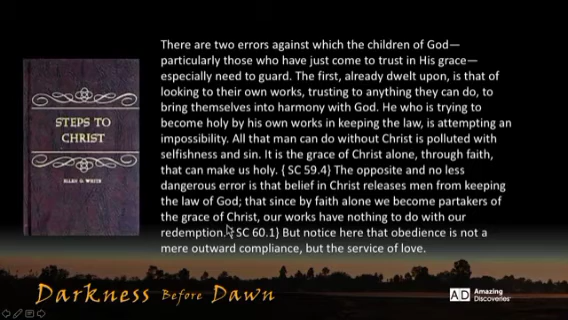 There are two errors against which the children of God—
particularly those who have just come to trust in His grace—
especially need to guard. The first, already dwelt upon, is that of
looking to their own works, trusting to anything they can do, to
bring themselves into harmony with God. He who is trying to
become holy by his own works in keeping the law, is attempting an
impossibility. All that man can do without Christ is polluted with
selfishness and sin. It is the grace of Christ alone, through faith,
that can make us holy. { SC 59.4} The opposite and no less
dangerous error is that belief in Christ releases men from keeping
the law of God; that since by faith alone we become partakers of
the grace of Christ, our works have nothing to do with our
redemption. SC 60.1} But notice here that obedience is not a
mere outward compliance, but the service of love.
STEPS TO
CHRIST
ELLEN G. WHITE
Darkness Before Dawn
AD Amazing
Discoveries